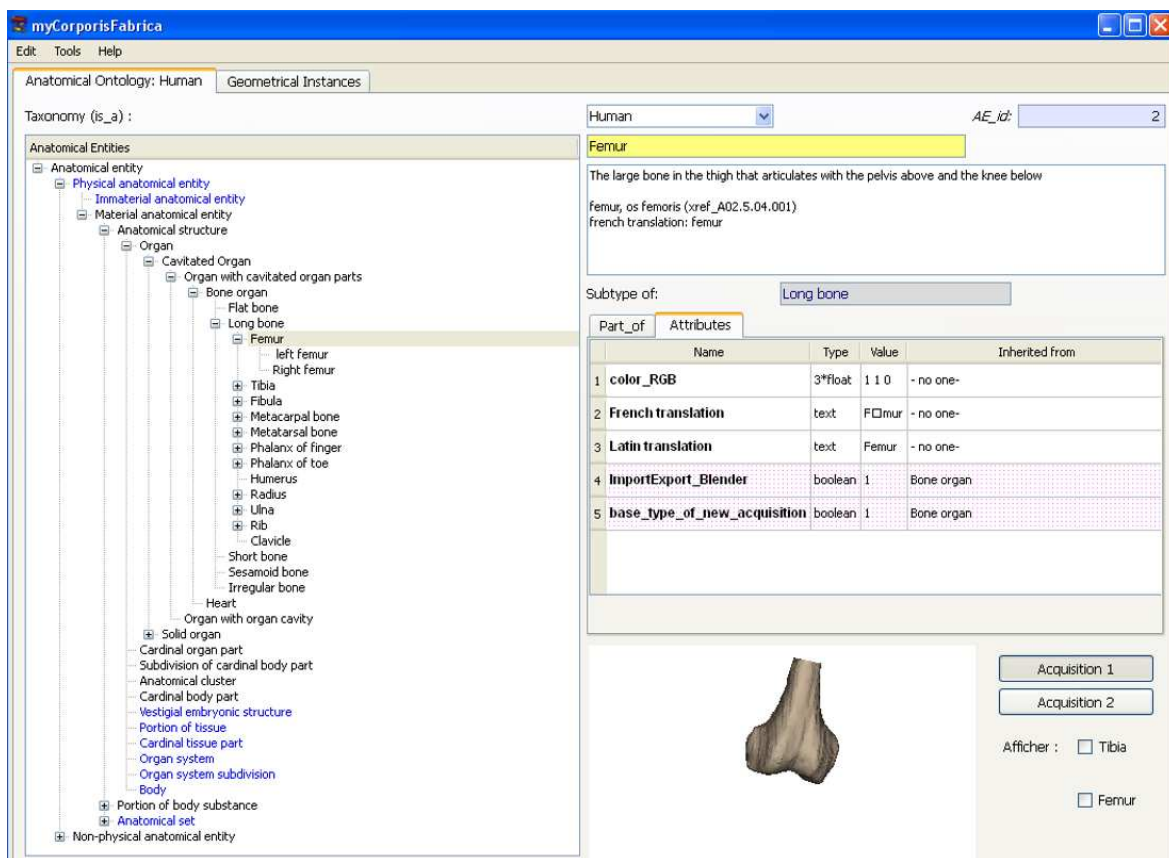 myCorporisFabrica
Edit Tools Help
Anatomical Ontology: Human Geometrical Instances
Taxonomy (is_a) :
Anatomical Entities
Anatomical entity
Physical anatomical entity
Immaterial anatomical entity
Material anatomical entity
Anatomical structure
Organ
Cavitated Organ
Organ with cavitated organ parts
Bone organ
Flat bone
Long bone
Femur
left femur
Right femur
Tibia
Fibula
Metacarpal bone
Metatarsal bone
Phalanx of finger
Phalanx of toe
Humerus
Radius
Ulna
Rib
Clavicle
Short bone
Sesamoid bone
Irregular bone
Heart
Organ with organ cavity
Solid organ
Cardinal organ part
Subdivision of cardinal body part
Anatomical cluster
Cardinal body part
Vestigial embryonic structure
Portion of tissue
Cardinal tissue part
Organ system
Organ system subdivision
Body
Portion of body substance
Anatomical set
Non-physical anatomical entity
Human AE_id: 2
Femur
The large bone in the thigh that articulates with the pelvis above and the knee below
femur, os femoris (xref_A02.5.04.001)
french translation: femur
Subtype of: Long bone
Part_of Attributes
Name Type Value Inherited from
1 color_RGB 3*float 1 1 0 - no one-
2 French translation text F□mur - no one-
3 Latin translation text Femur - no one-
4 ImportExport_Blender boolean 1 Bone organ
5 base_type_of_new_acquisition boolean 1 Bone organ
Acquisition 1
Acquisition 2
Afficher : Tibia
Femur